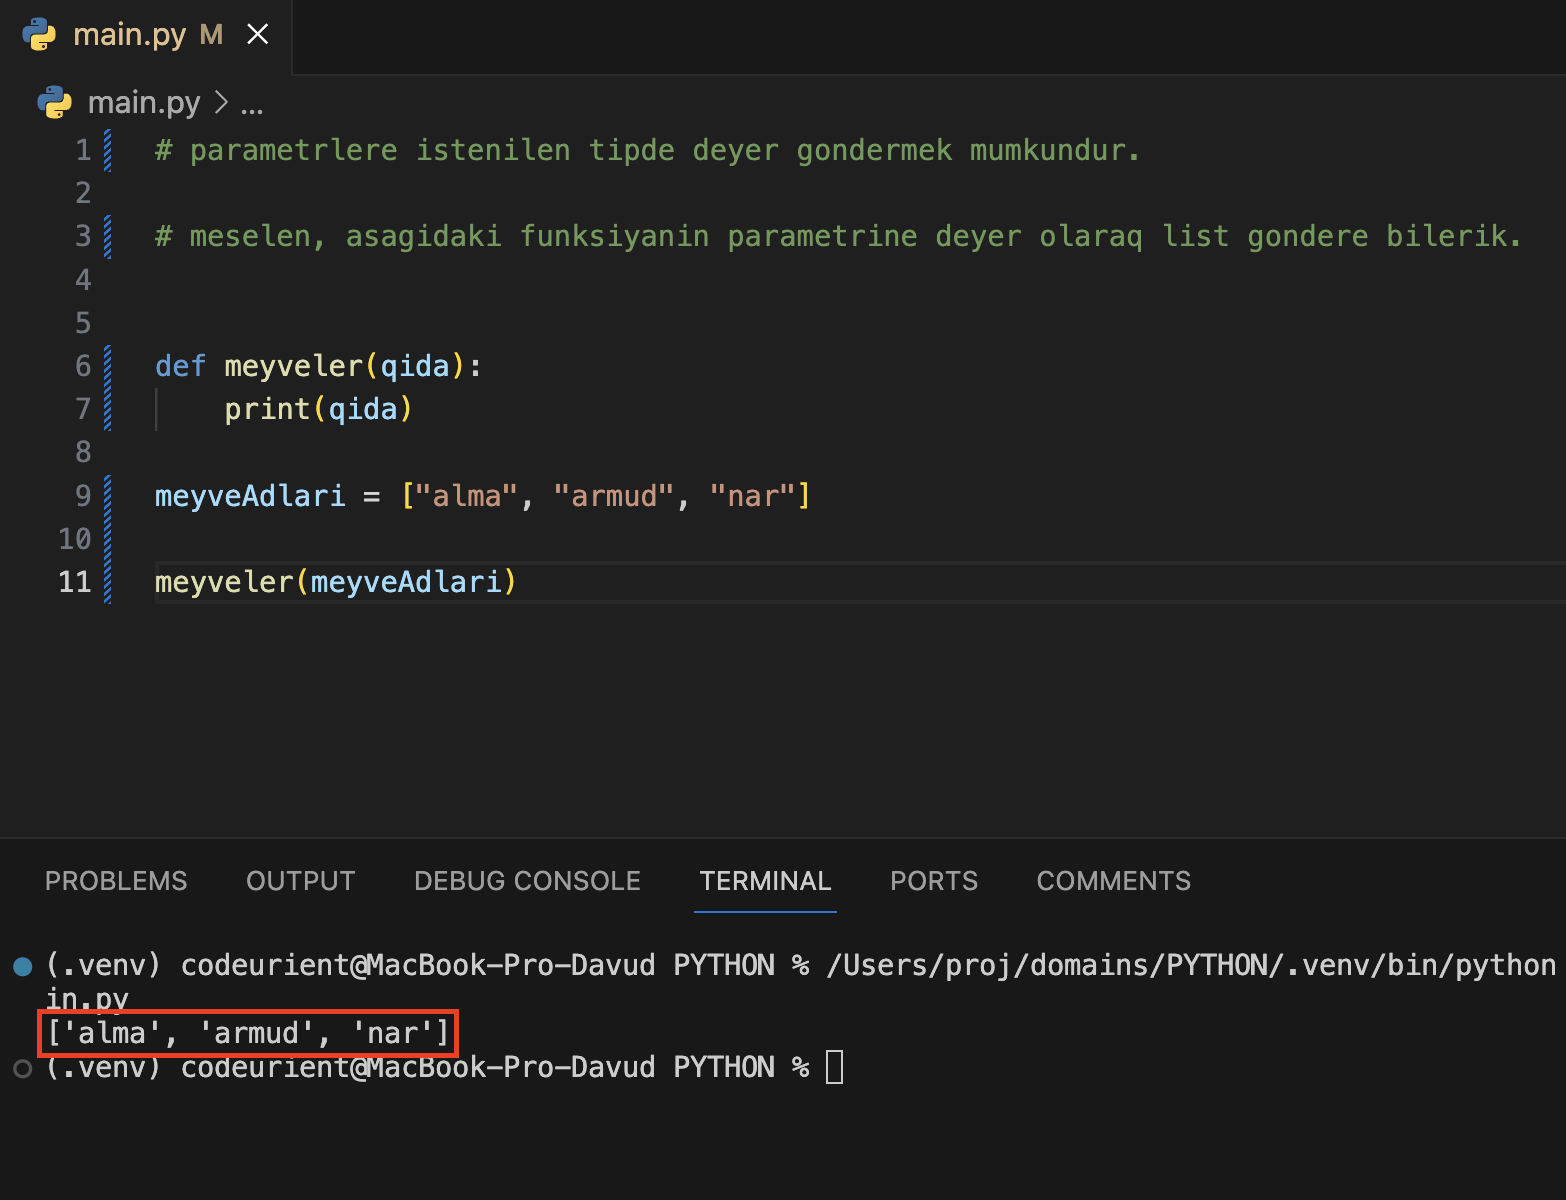 main.py M
main.py > ...
1 # parametrlere istenilen tipde deyer gondermek mumkundur.
2
3 # meselen, asagidaki funksiyanin parametrine deyer olaraq list gondere bilerik.
4
5
6 def meyveler(qida):
7     print(qida)
8
9 meyveAdlari = ["alma", "armud", "nar"]
10
11 meyveler(meyveAdlari)
PROBLEMS OUTPUT DEBUG CONSOLE TERMINAL PORTS COMMENTS
(.venv) codeurient@MacBook-Pro-Davud PYTHON % /Users/proj/domains/PYTHON/.venv/bin/python
in.py
['alma', 'armud', 'nar']
(.venv) codeurient@MacBook-Pro-Davud PYTHON %